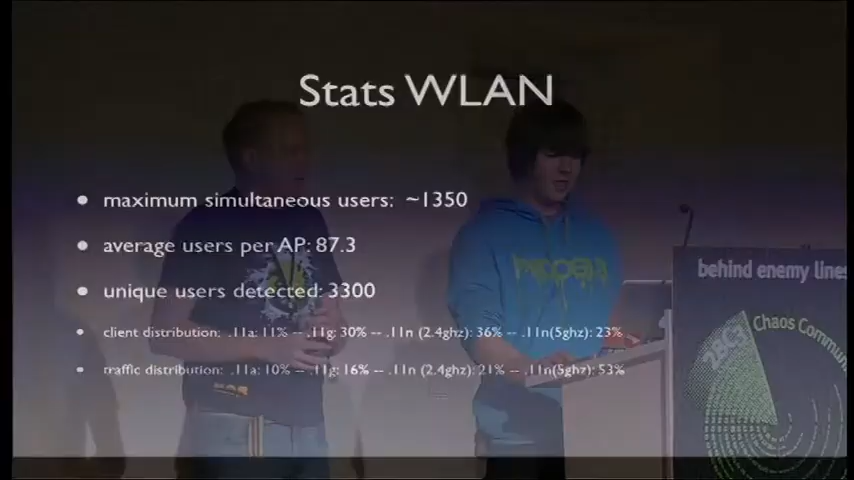 Stats WLAN
• maximum simultaneous users: ~1350
• average users per AP: 87.3
• unique users detected: 3300
• client distribution: .11a: 11% -- .11g: 30% -- .11n (2.4ghz): 36% -- .11n(5ghz): 23%
• traffic distribution: .11a: 10% -- .11g: 16% -- .11n (2.4ghz): 21% -- .11n(5ghz): 53%
behind enemy lines
28C3
Chaos Commu